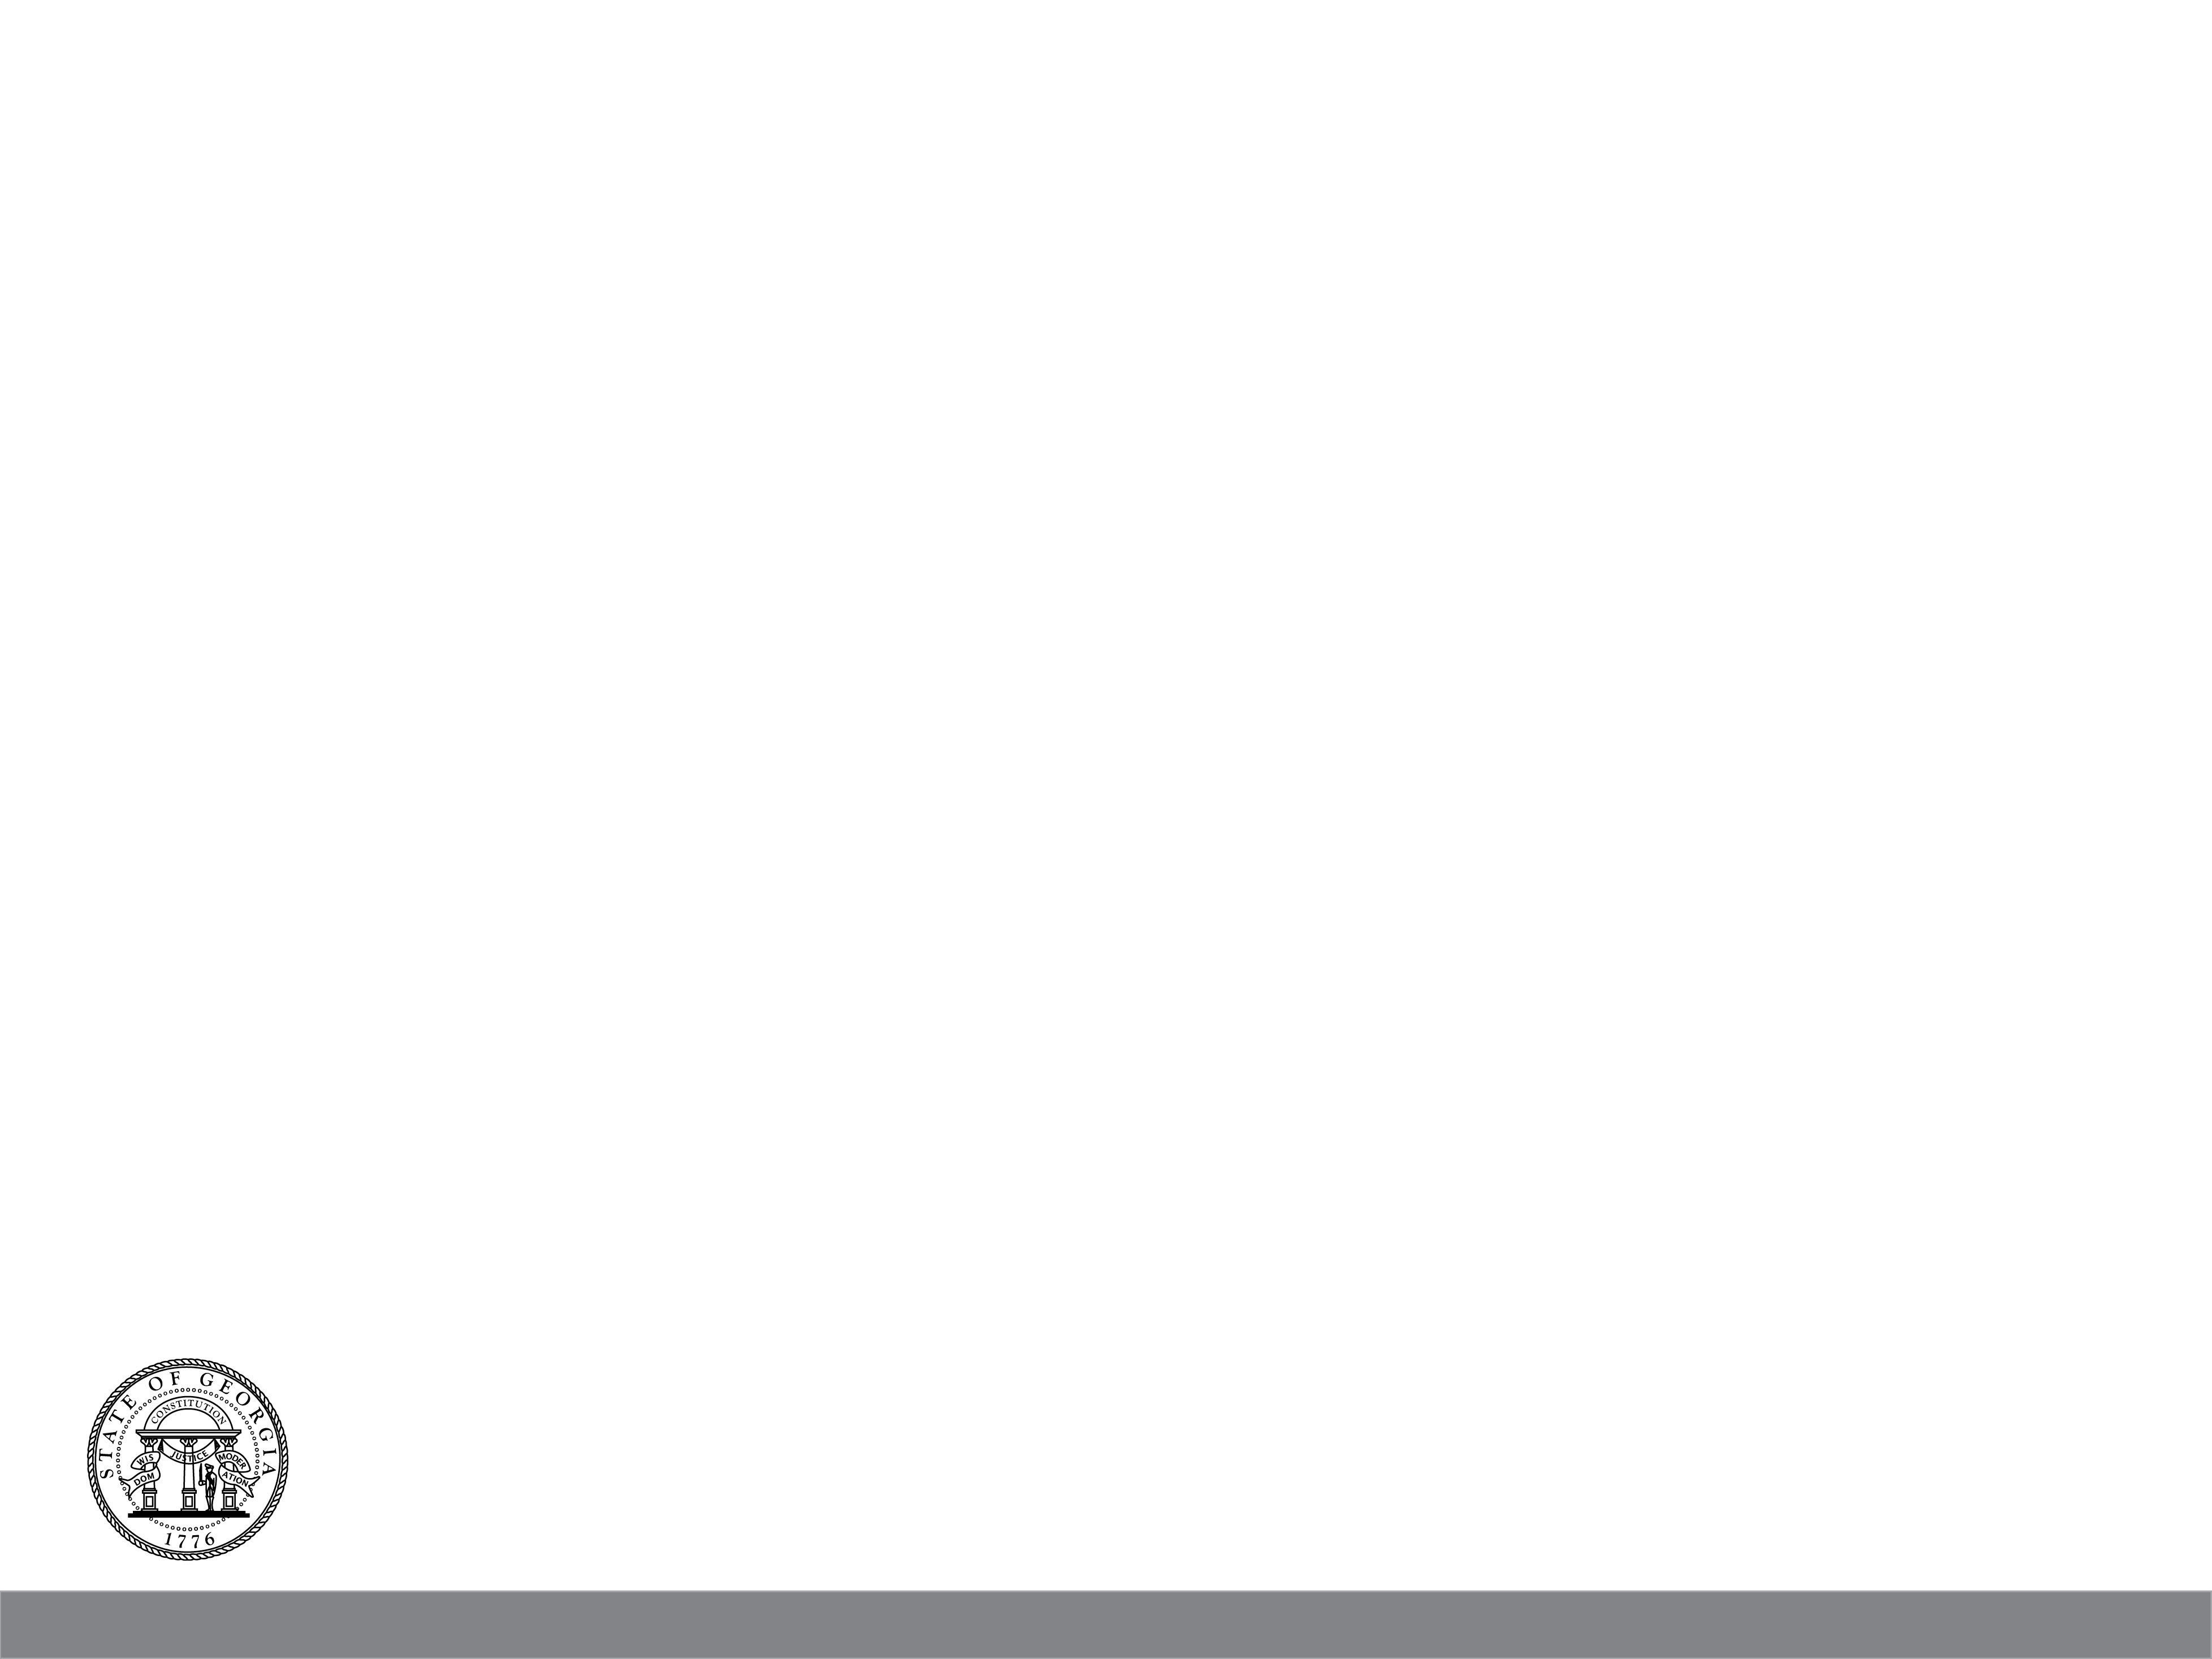 STATE OF GEORGIA
CONSTITUTION
WIS
DOM
JUSTICE
MODER
ATION
1776